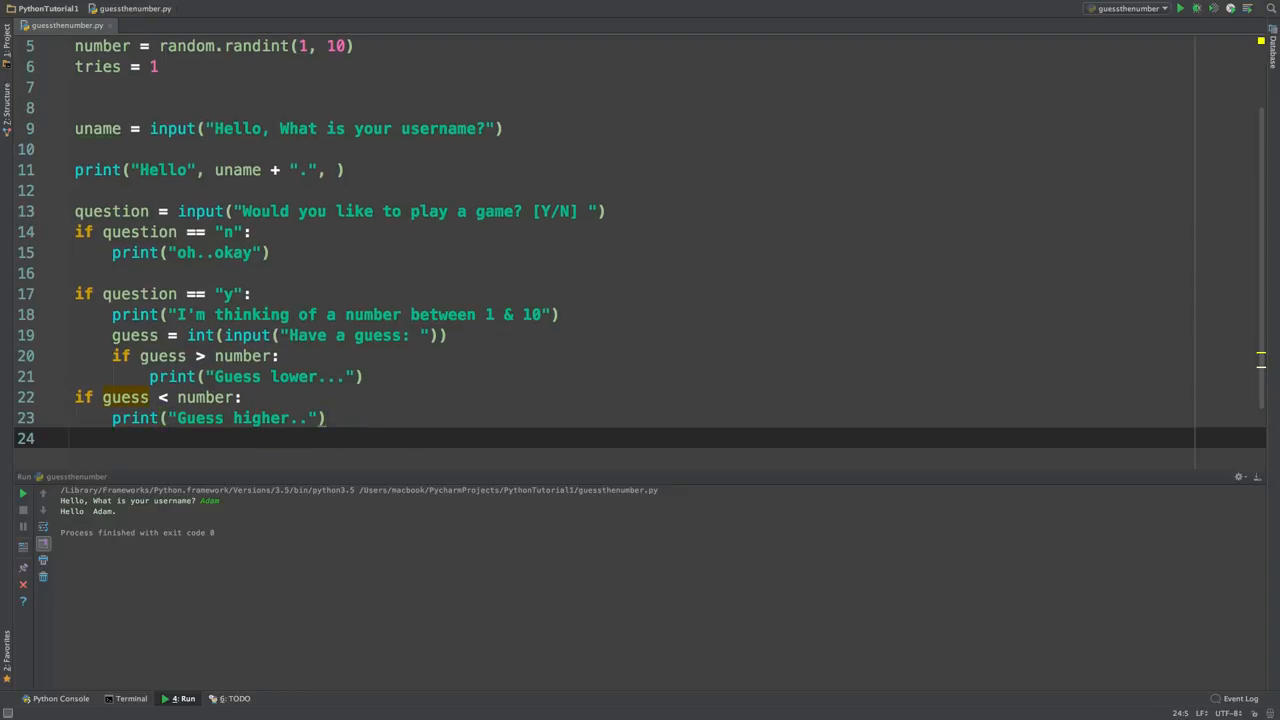 PythonTutorial1 guessthenumber.py guessthenumber
guessthenumber.py ×
1: Project
Z: Structure
Database
5 number = random.randint(1, 10)
6 tries = 1
7
8
9 uname = input("Hello, What is your username?")
10
11 print("Hello", uname + ".", )
12
13 question = input("Would you like to play a game? [Y/N] ")
14 if question == "n":
15 print("oh..okay")
16
17 if question == "y":
18 print("I'm thinking of a number between 1 & 10")
19 guess = int(input("Have a guess: "))
20 if guess > number:
21 print("Guess lower...")
22 if guess < number:
23 print("Guess higher..")
24
Run guessthenumber
/Library/Frameworks/Python.framework/Versions/3.5/bin/python3.5 /Users/macbook/PycharmProjects/PythonTutorial1/guessthenumber.py
Hello, What is your username? Adam
Hello  Adam.
Process finished with exit code 0
2: Favorites
Python Console Terminal 4: Run 6: TODO Event Log
24:5 LF÷ UTF-8÷